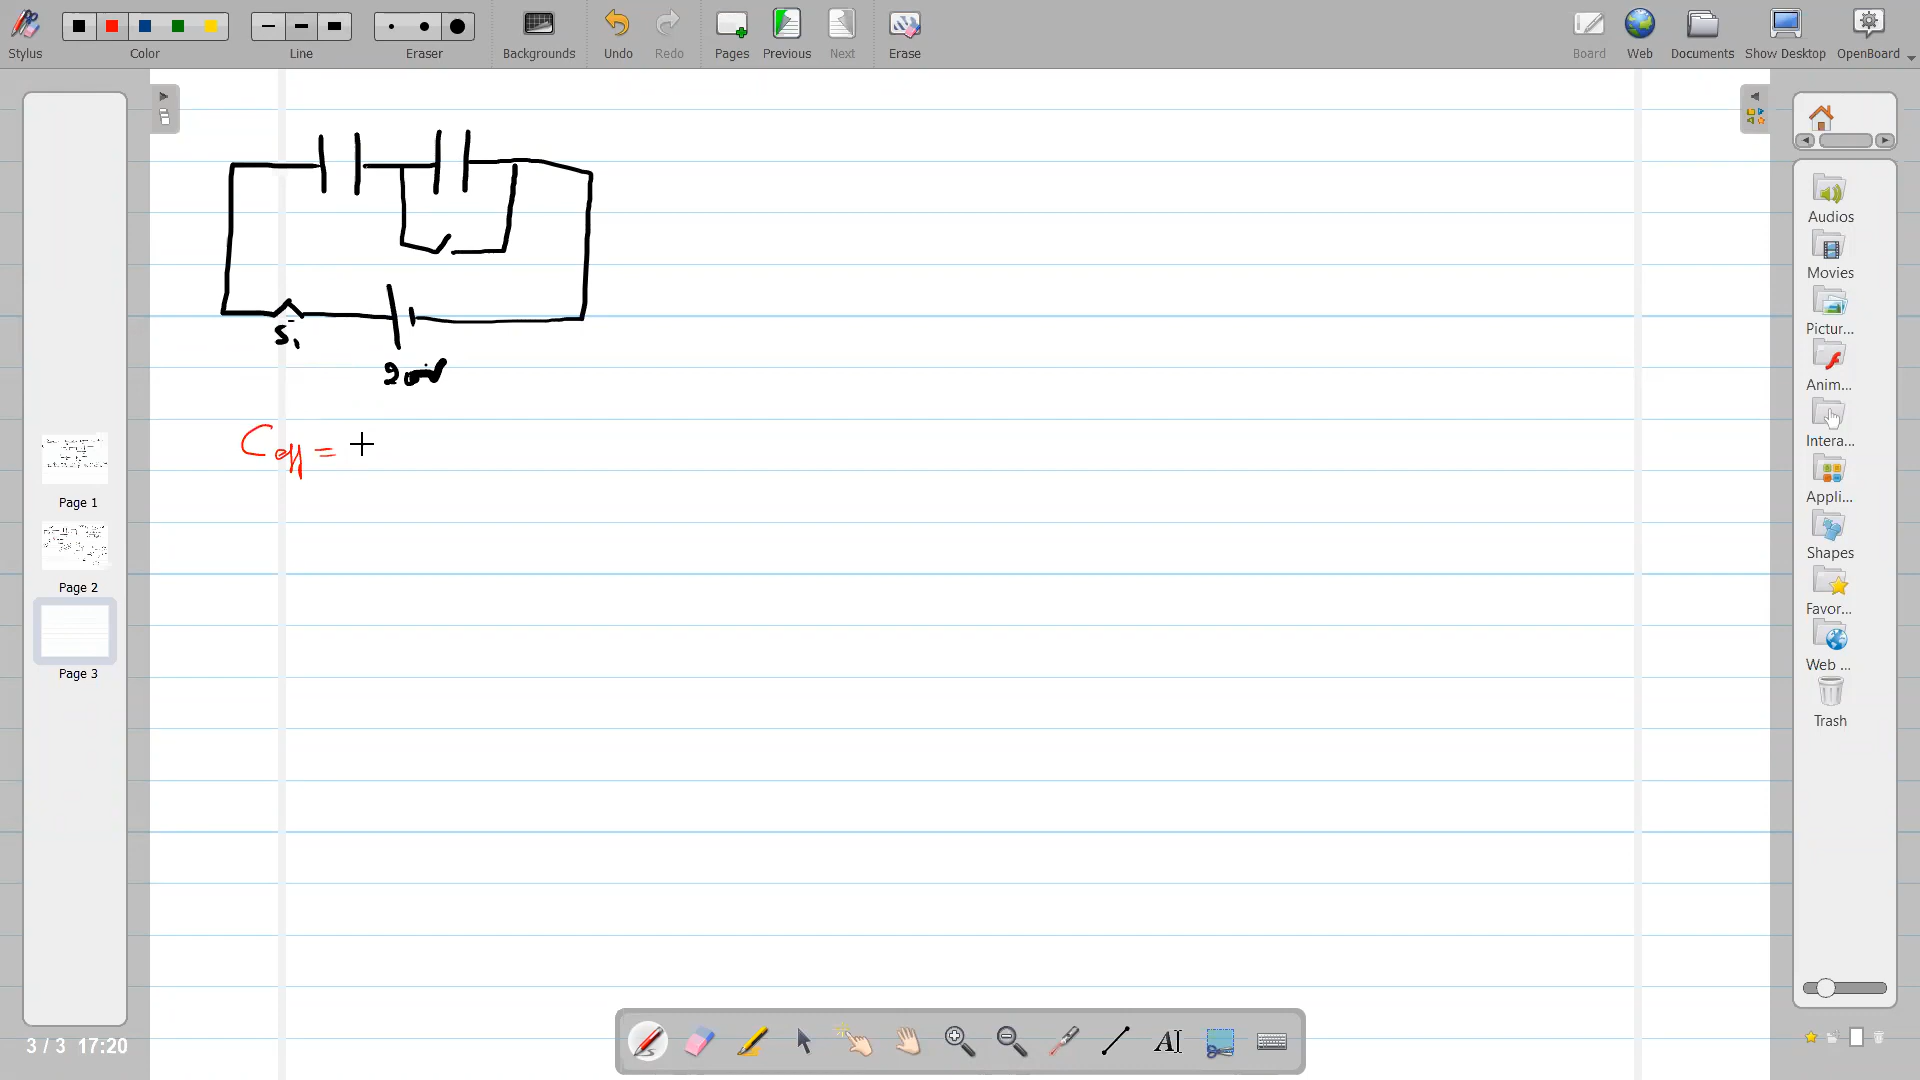 Stylus
Color
Line
Eraser
Backgrounds
Undo
Redo
Pages
Previous
Next
Erase
Board
Web
Documents
Show Desktop
OpenBoard
S₁
C eff =
Page 1
Page 2
Page 3
3 / 3 17:20
Audios
Movies
Pictur...
Anim...
Intera...
Appli...
Shapes
Favor...
Web ...
Trash
AI